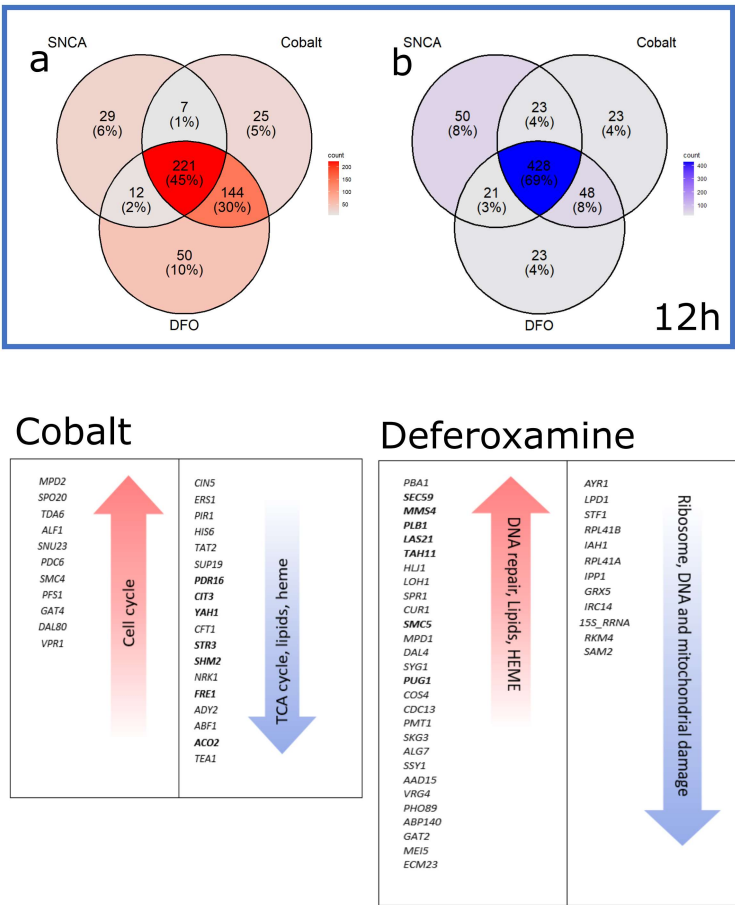 a
SNCA
Cobalt
29
(6%)
7
(1%)
25
(5%)
221
(45%)
12
(2%)
144
(30%)
50
(10%)
DFO
count
200
150
100
50
b
SNCA
Cobalt
50
(8%)
23
(4%)
23
(4%)
428
(69%)
21
(3%)
48
(8%)
23
(4%)
DFO
count
400
300
200
100
12h
Cobalt
MPD2
SPO20
TDA6
ALF1
SNU23
PDC6
SMC4
PFS1
GAT4
DAL80
VPR1
Cell cycle
CIN5
ERS1
PIR1
HIS6
TAT2
SUP19
PDR16
CIT3
YAH1
CFT1
STR3
SHM2
NRK1
FRE1
ADY2
ABF1
ACO2
TEA1
TCA cycle, lipids, heme
Deferoxamine
PBA1
SEC59
MMS4
PLB1
LAS21
TAH11
HLJ1
LOH1
SPR1
CUR1
SMC5
MPD1
DAL4
SYG1
PUG1
COS4
CDC13
PMT1
SKG3
ALG7
SSY1
AAD15
VRG4
PHO89
ABP140
GAT2
MEI5
ECM23
DNA repair, Lipids, HEME
AYR1
LPD1
STF1
RPL41B
IAH1
RPL41A
IPP1
GRX5
IRC14
15S_RRNA
RKM4
SAM2
Ribosome, DNA and mitochondrial damage